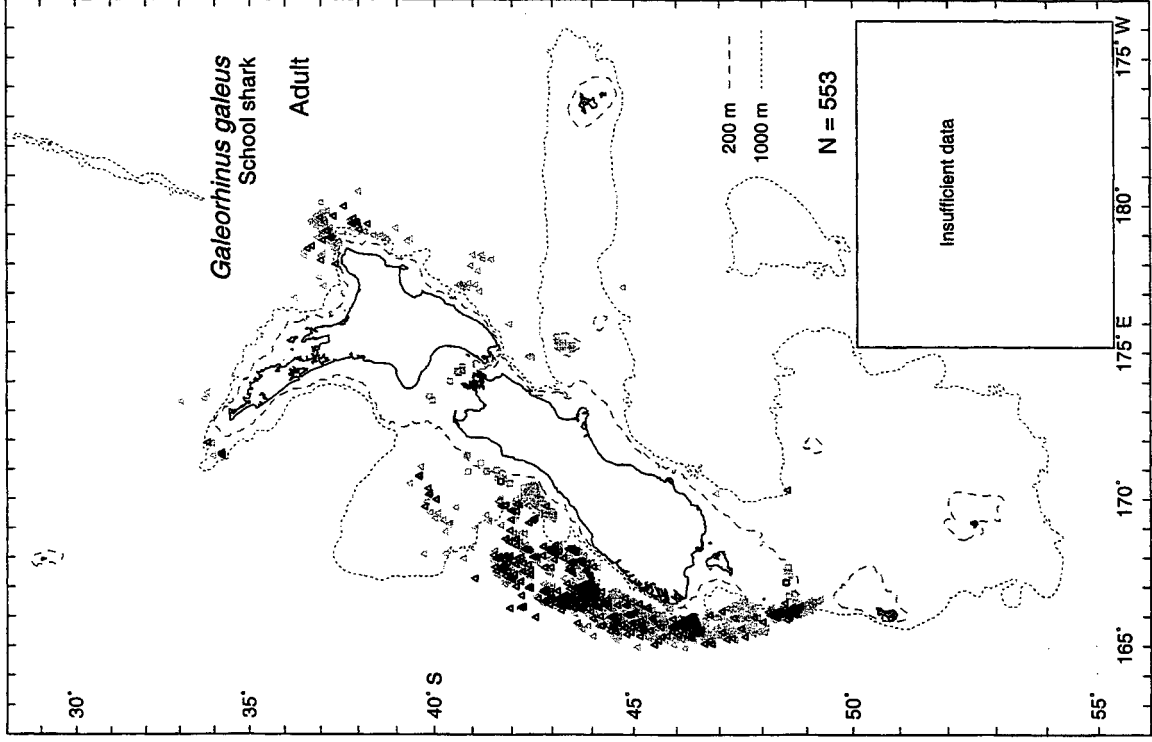 Galeorhinus galeus
School shark
Adult
200 m
1000 m
N = 553
Insufficient data
30˚
35˚
40˚ S
45˚
50˚
55˚
165˚
170˚
175˚ E
180˚
175˚ W